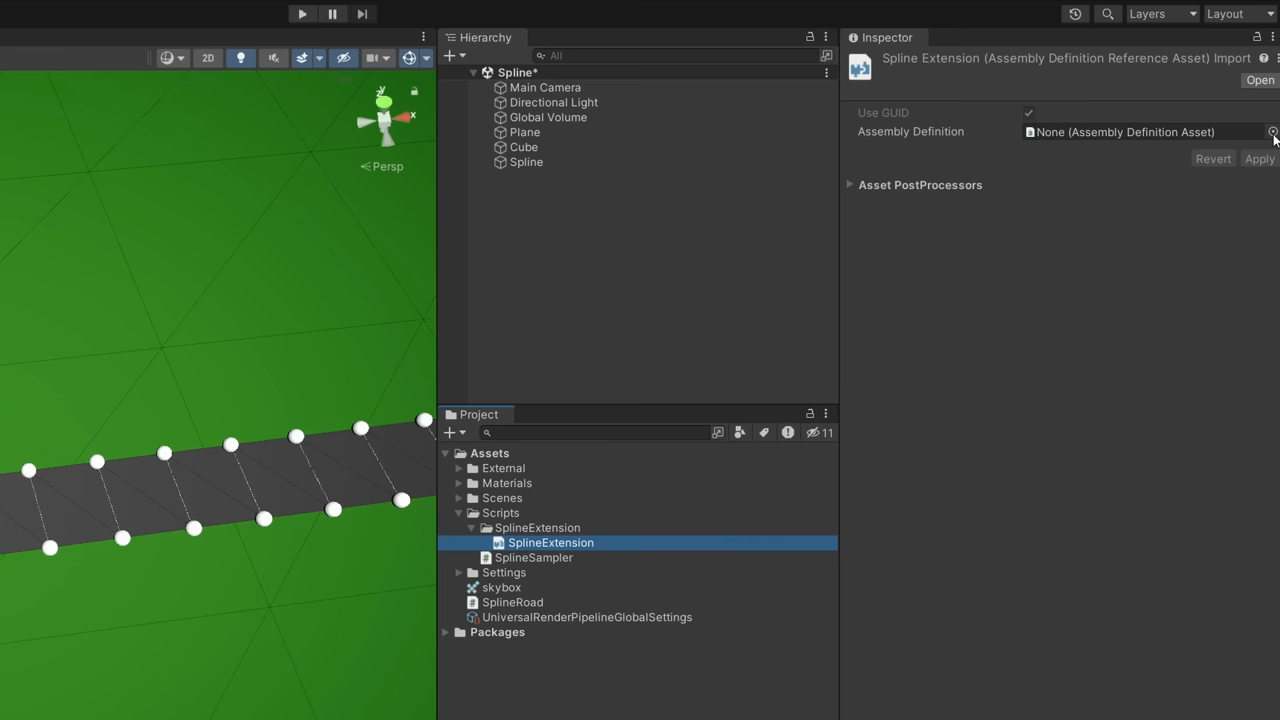 Layers
Layout
2D
y
z
x
Persp
Hierarchy
All
Spline*
Main Camera
Directional Light
Global Volume
Plane
Cube
Spline
Project
11
Assets
External
Materials
Scenes
Scripts
SplineExtension
SplineExtension
SplineSampler
Settings
skybox
SplineRoad
UniversalRenderPipelineGlobalSettings
Packages
Inspector
Spline Extension (Assembly Definition Reference Asset) Import
Open
Use GUID
Assembly Definition
None (Assembly Definition Asset)
Revert
Apply
Asset PostProcessors